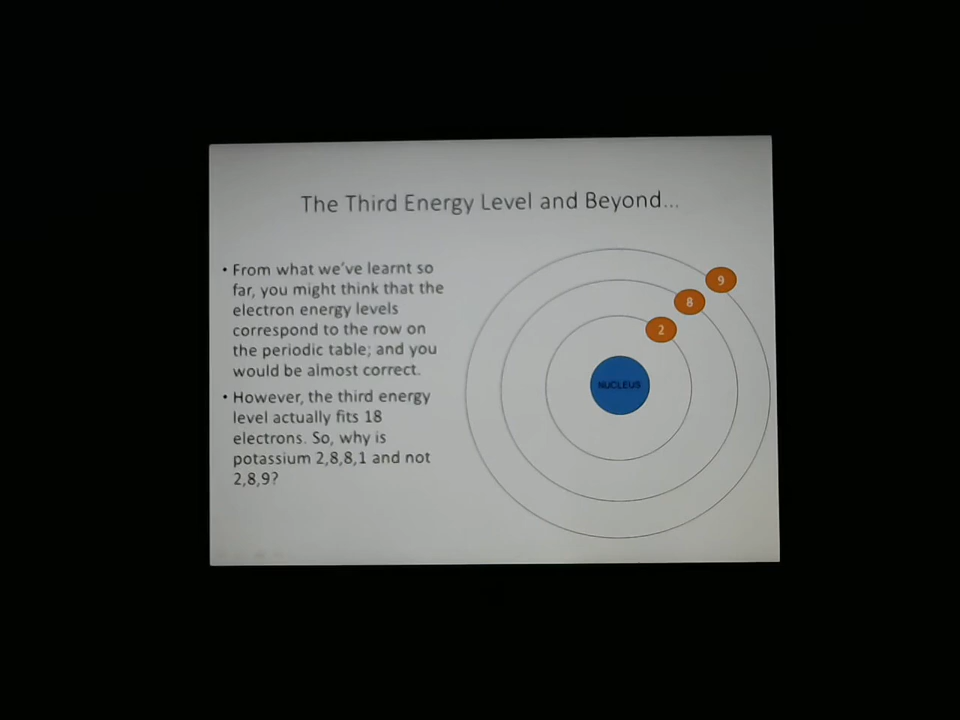 The Third Energy Level and Beyond...
• From what we've learnt so
far, you might think that the
electron energy levels
correspond to the row on
the periodic table; and you
would be almost correct.
• However, the third energy
level actually fits 18
electrons. So, why is
potassium 2,8,8,1 and not
2,8,9?
9
8
2
NUCLEUS